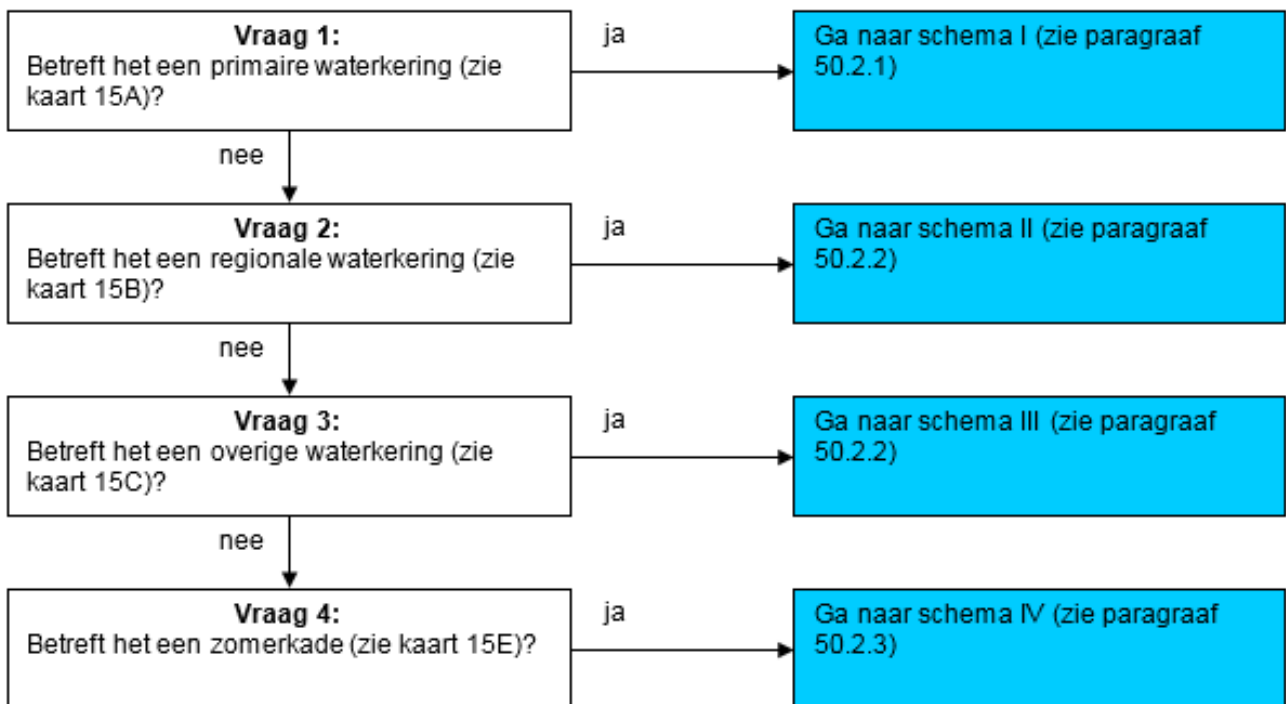 Vraag 1:
Betreft het een primaire waterkering (zie
kaart 15A)?
ja
Ga naar schema I (zie paragraaf
50.2.1)
nee
Vraag 2:
Betreft het een regionale waterkering (zie
kaart 15B)?
ja
Ga naar schema II (zie paragraaf
50.2.2)
nee
Vraag 3:
Betreft het een overige waterkering (zie
kaart 15C)?
ja
Ga naar schema III (zie paragraaf
50.2.2)
nee
Vraag 4:
Betreft het een zomerkade (zie kaart 15E)?
ja
Ga naar schema IV (zie paragraaf
50.2.3)